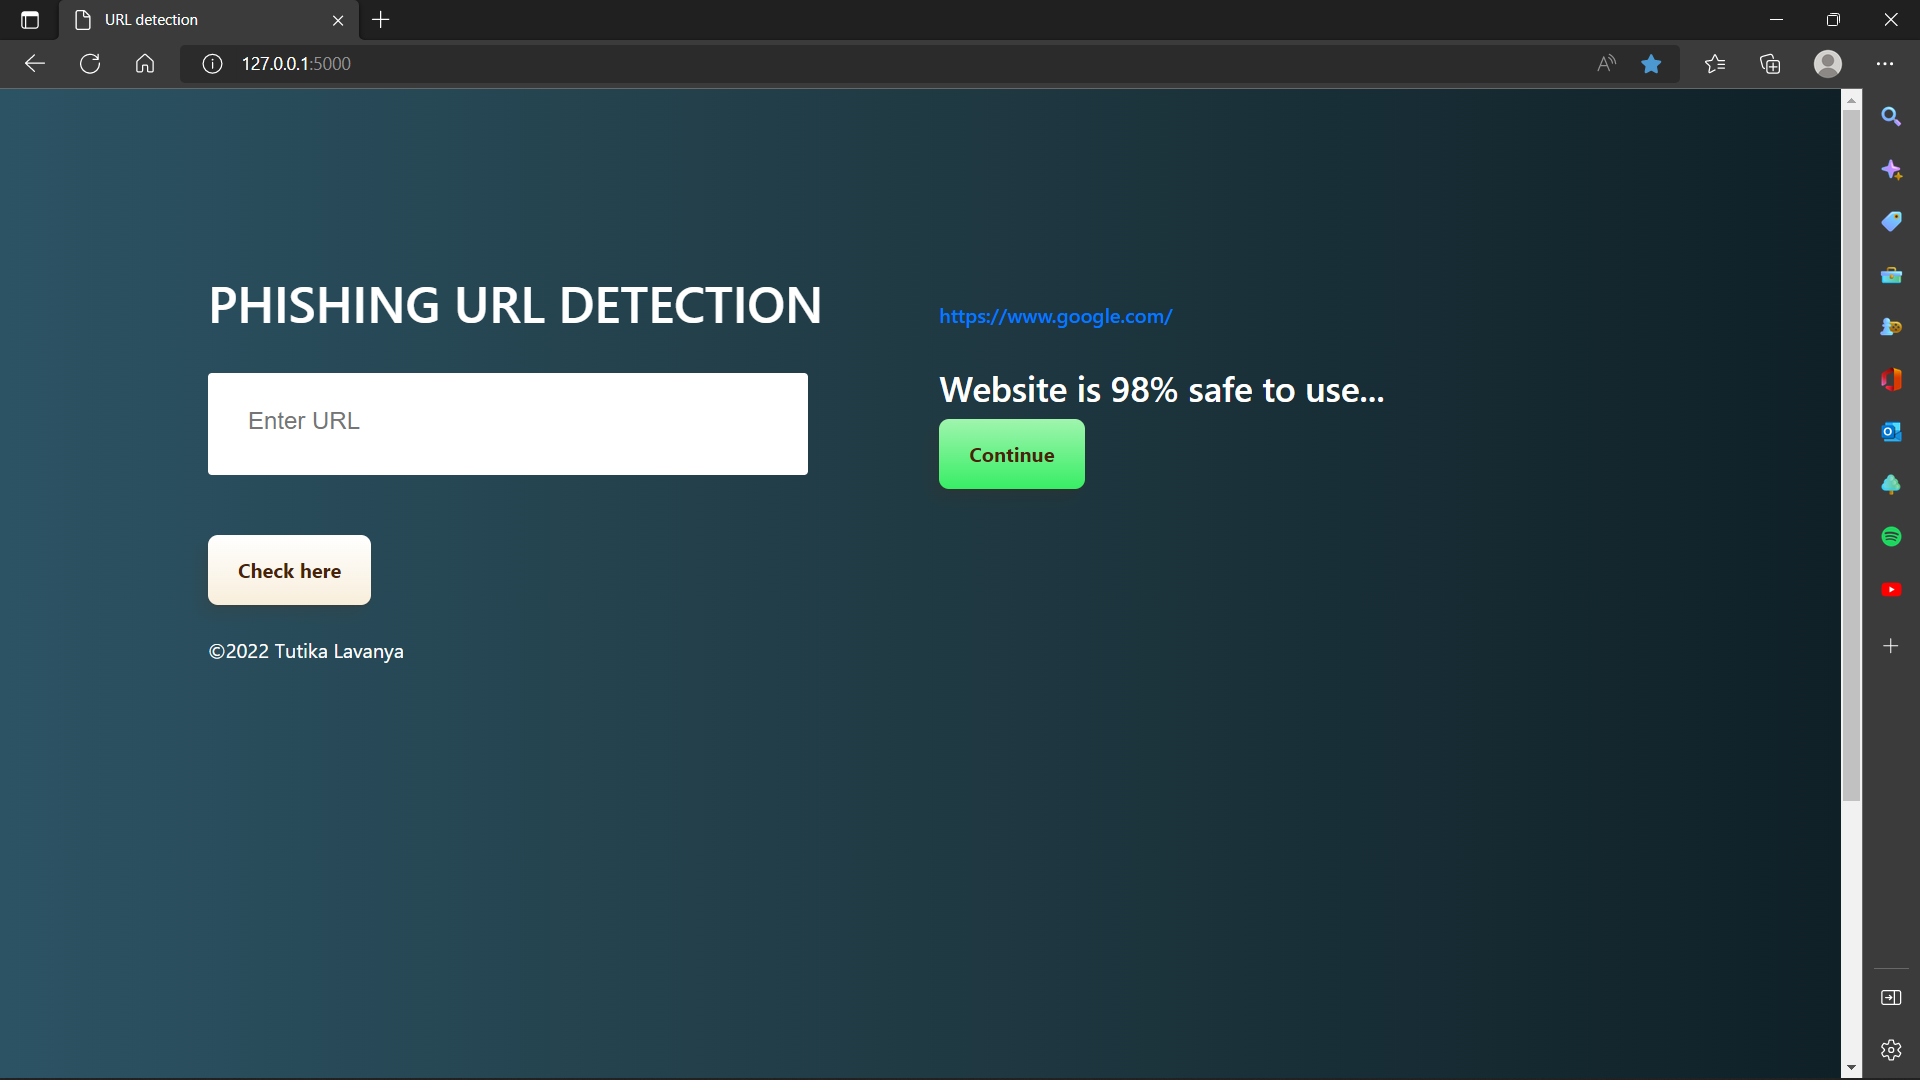 URL detection
127.0.0.1:5000
PHISHING URL DETECTION
Enter URL
Check here
©2022 Tutika Lavanya
https://www.google.com/
Website is 98% safe to use...
Continue